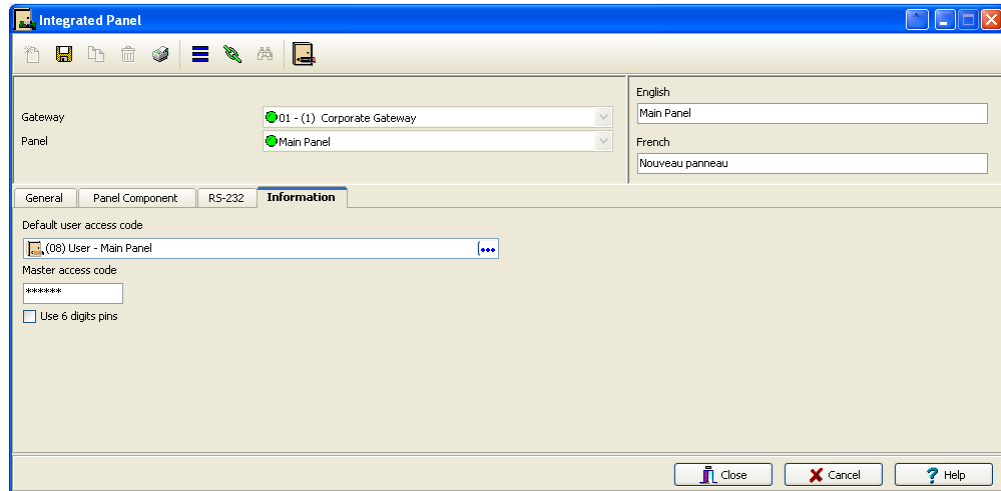 Integrated Panel
English
Gateway
01 - (1) Corporate Gateway
Main Panel
Panel
Main Panel
French
Nouveau panneau
General
Panel Component
RS-232
Information
Default user access code
(08) User - Main Panel
Master access code
******
Use 6 digits pins
Close
Cancel
? Help